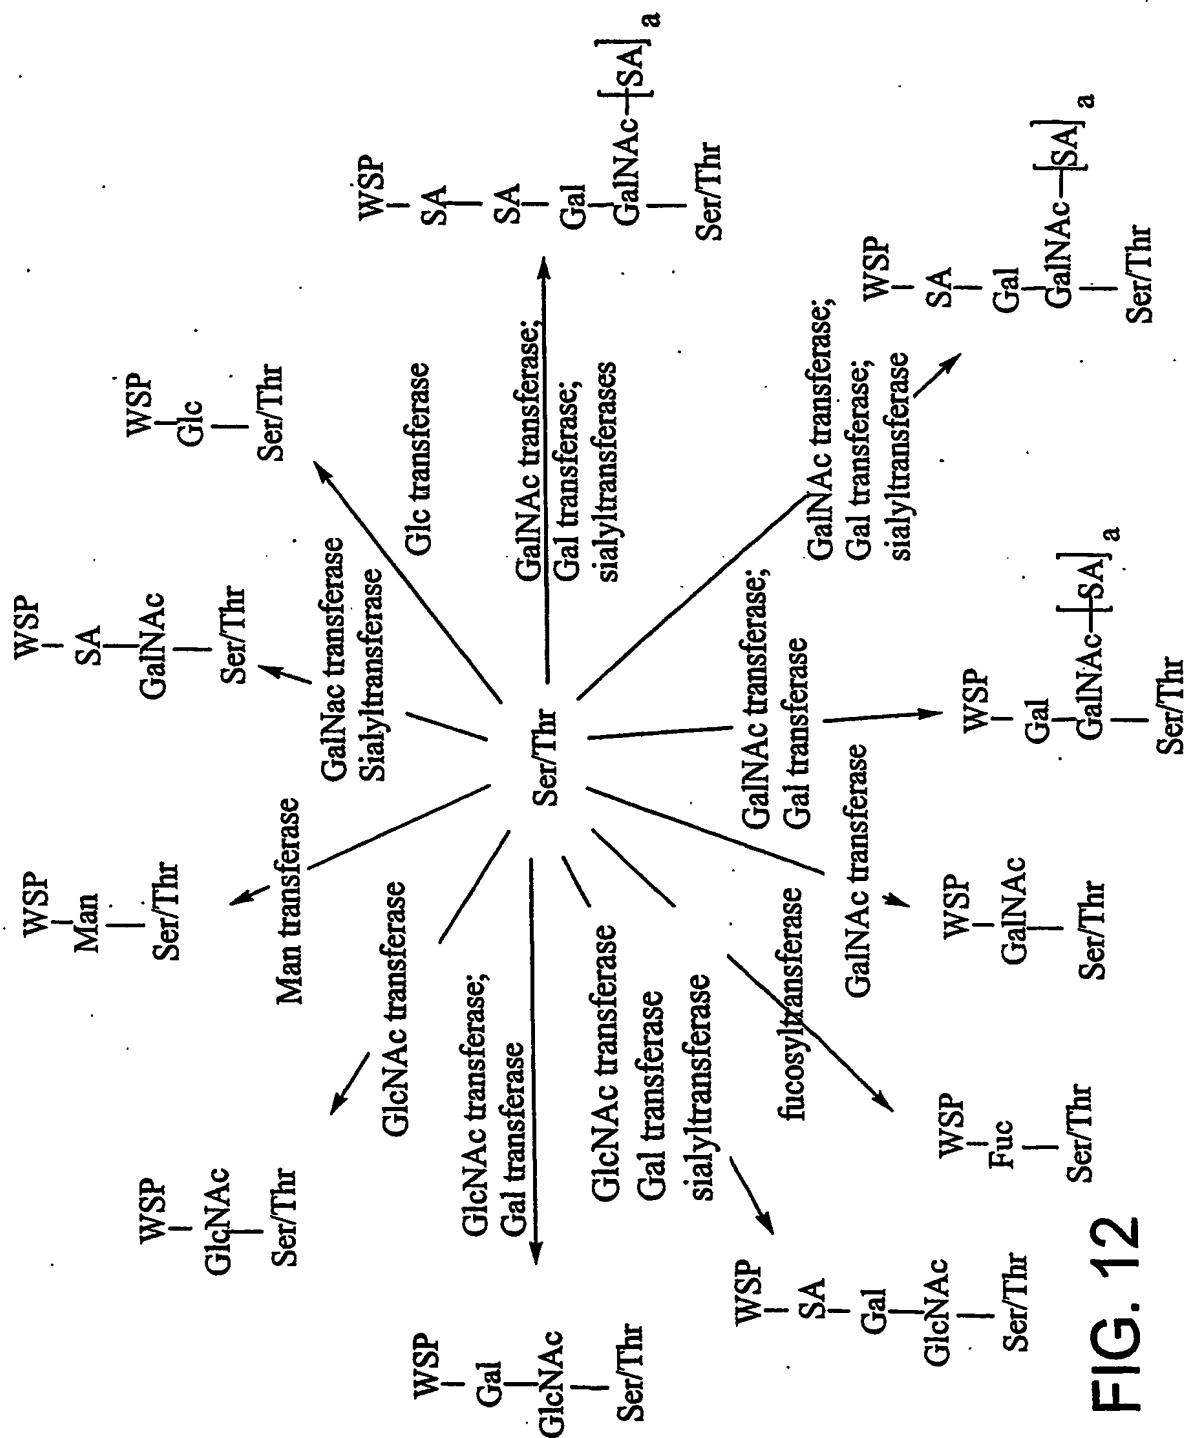 WSP
GlcNAc
Ser/Thr
WSP
Man
Ser/Thr
WSP
SA
GalNAc
Ser/Thr
WSP
Glc
Ser/Thr
Man transferase
GalNac transferase
Sialyltransferase
GlcNAc transferase
Glc transferase
WSP
Gal
GlcNAc
Ser/Thr
GlcNAc transferase;
Gal transferase
Ser/Thr
GalNAc transferase;
Gal transferase;
sialyltransferases
WSP
SA
SA
Gal
GalNAc—[SA]a
Ser/Thr
GlcNAc transferase
Gal transferase
sialyltransferase
WSP
SA
Gal
GlcNAc
Ser/Thr
fucosyltransferase
WSP
Fuc
Ser/Thr
GalNAc transferase
WSP
GalNAc
Ser/Thr
GalNAc transferase;
Gal transferase
WSP
Gal
GalNAc—[SA]a
Ser/Thr
GalNAc transferase;
Gal transferase;
sialyltransferase
WSP
SA
Gal
GalNAc—[SA]a
Ser/Thr
FIG. 12